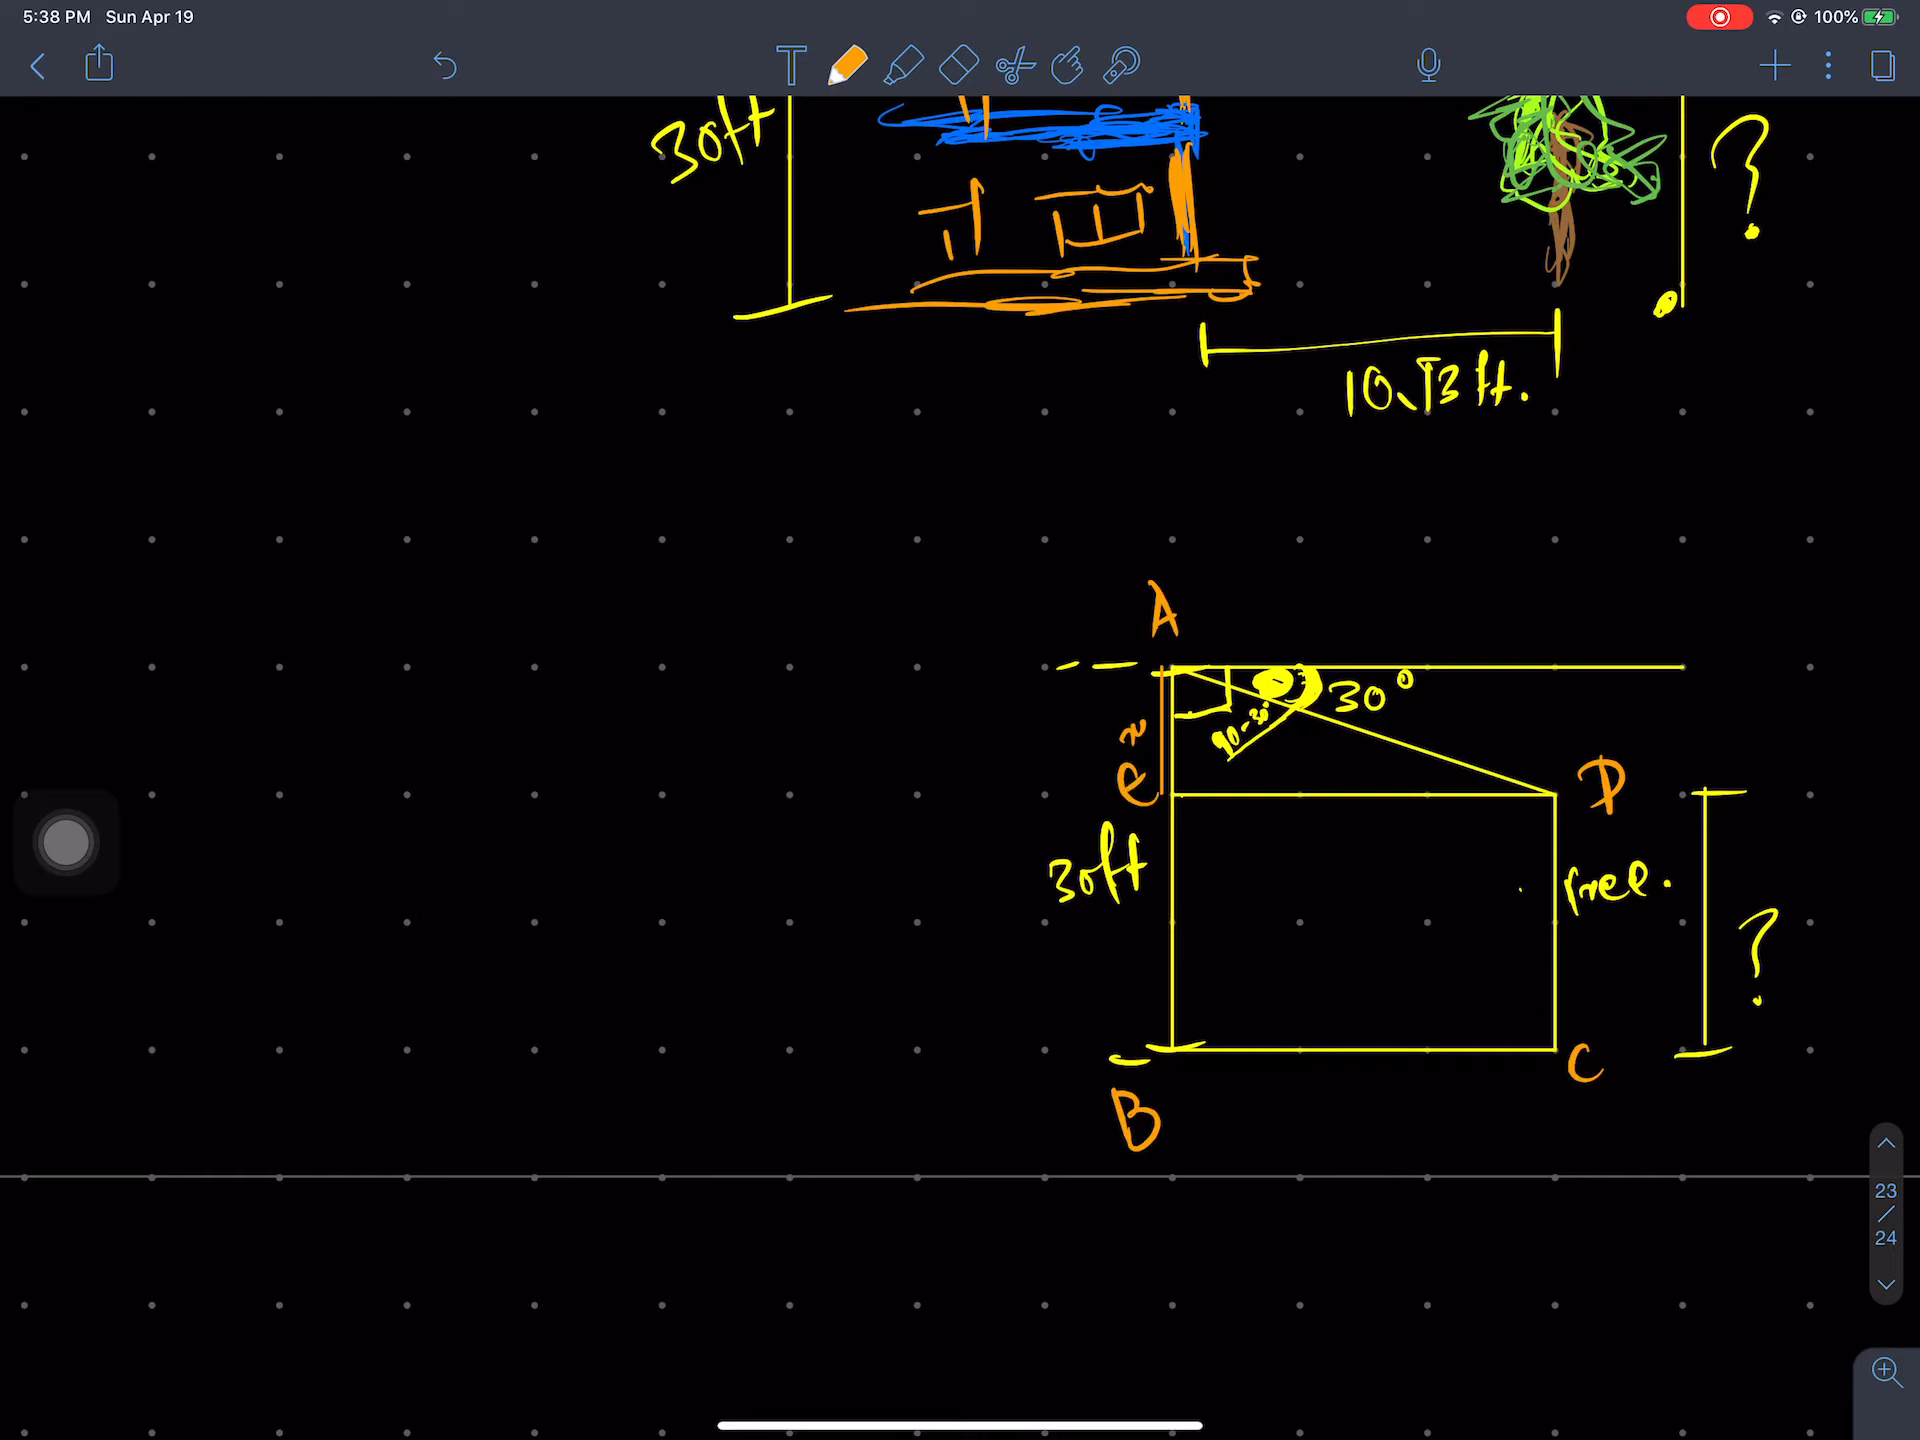 5:38 PM Sun Apr 19
100%
30ft
?
10√3 ft.
A
30°
90-30°
x
e
D
30ft
tree.
?
C
B
23
/
24